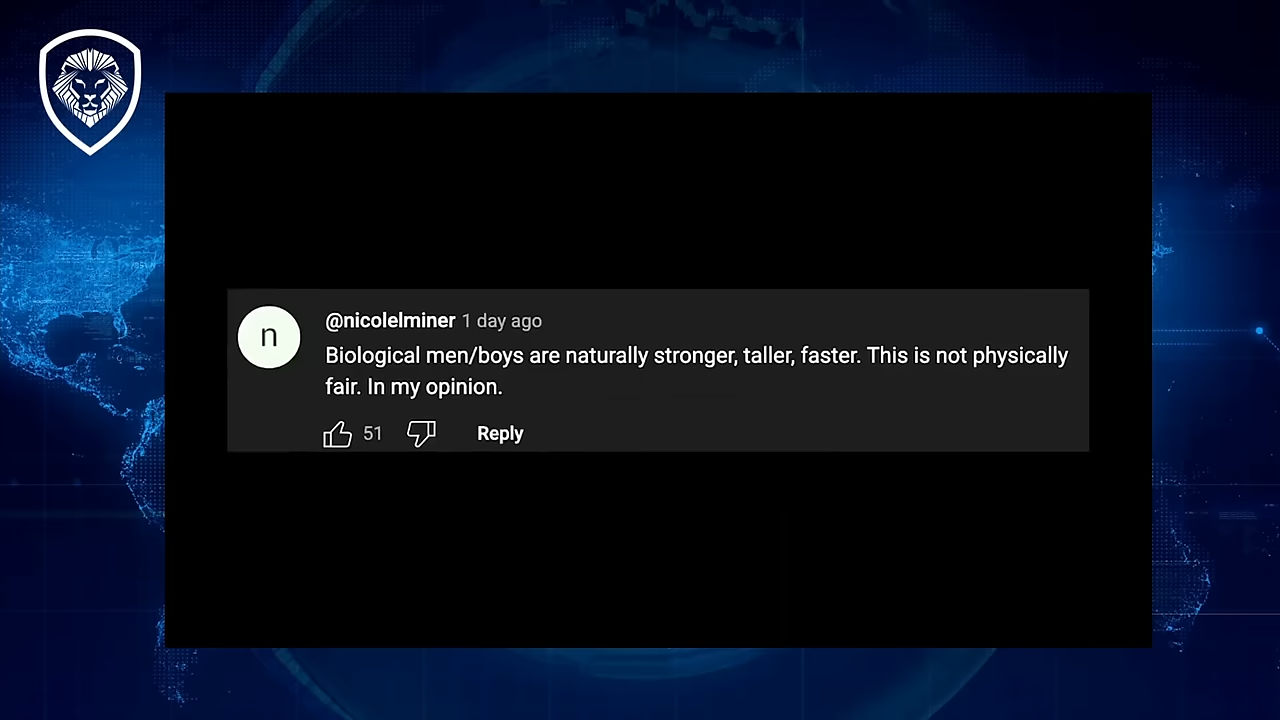 n
@nicolelminer 1 day ago
Biological men/boys are naturally stronger, taller, faster. This is not physically
fair. In my opinion.
51
Reply